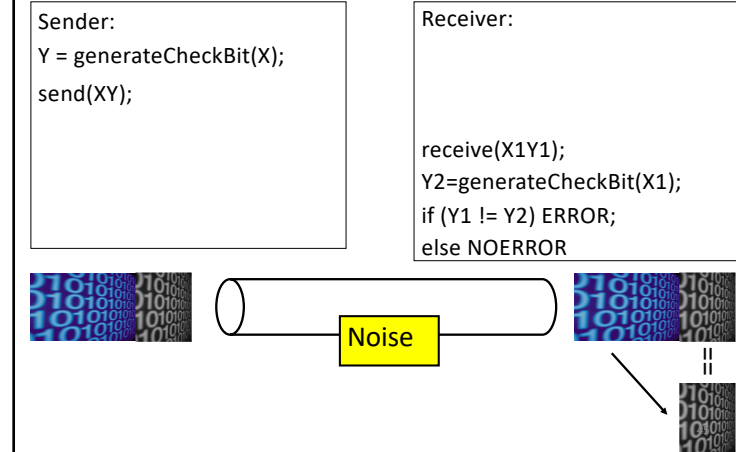 Sender:
Y = generateCheckBit(X);
send(XY);
Receiver:
receive(X1Y1);
Y2=generateCheckBit(X1);
if (Y1 != Y2) ERROR;
else NOERROR
Noise
==